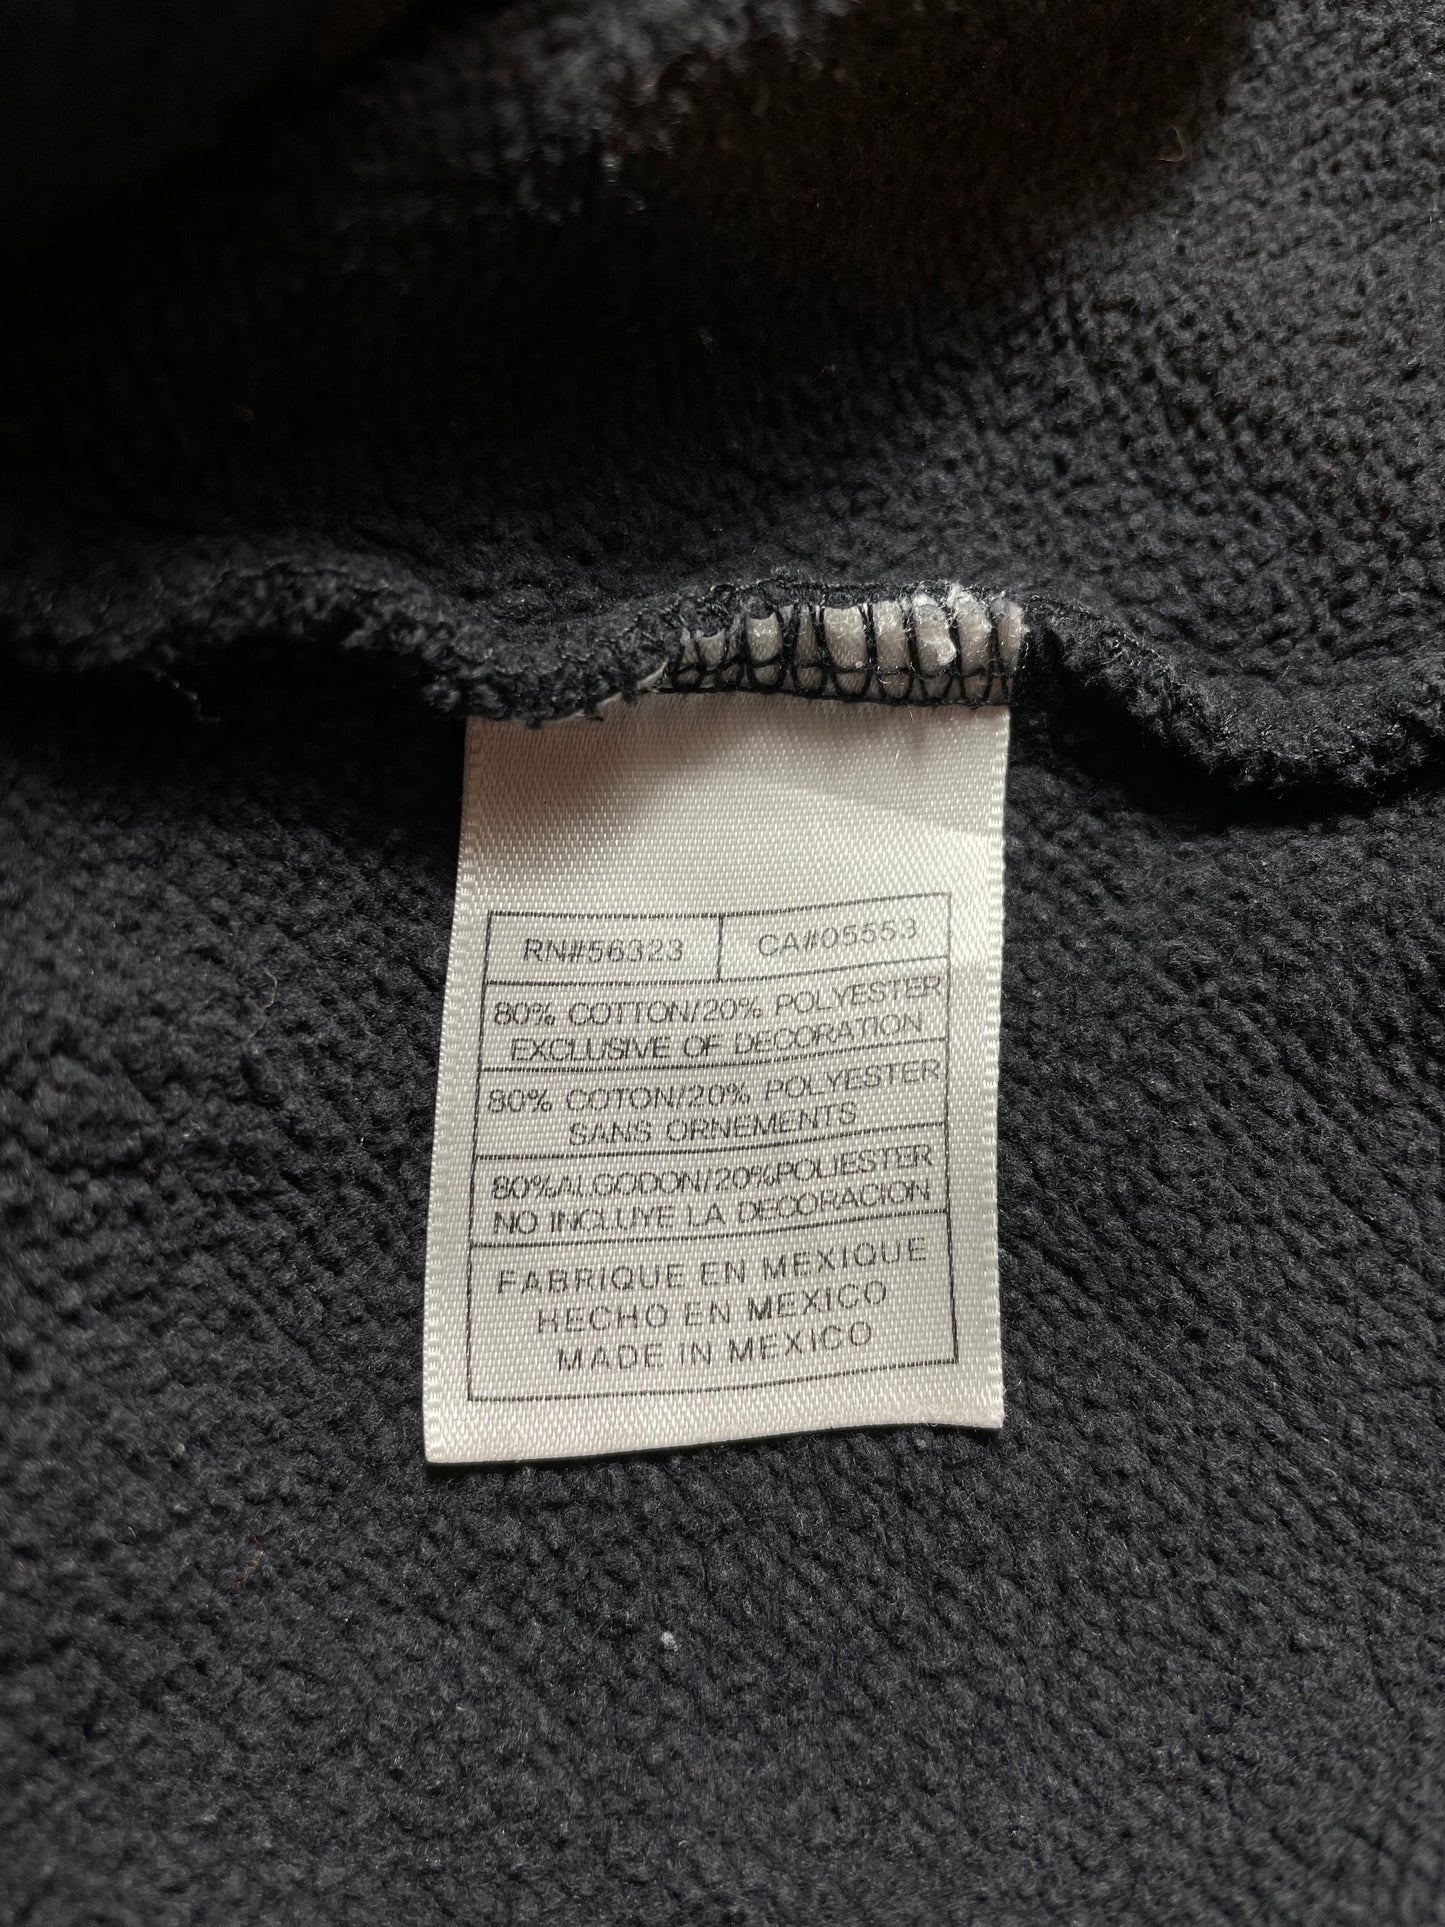 RN#56323 CA#05553
80% COTTON/20% POLYESTER
EXCLUSIVE OF DECORATION
80% COTON/20% POLYESTER
SANS ORNEMENTS
80%ALGODON/20%POLIESTER
NO INCLUYE LA DECORACION
FABRIQUE EN MEXIQUE
HECHO EN MEXICO
MADE IN MEXICO